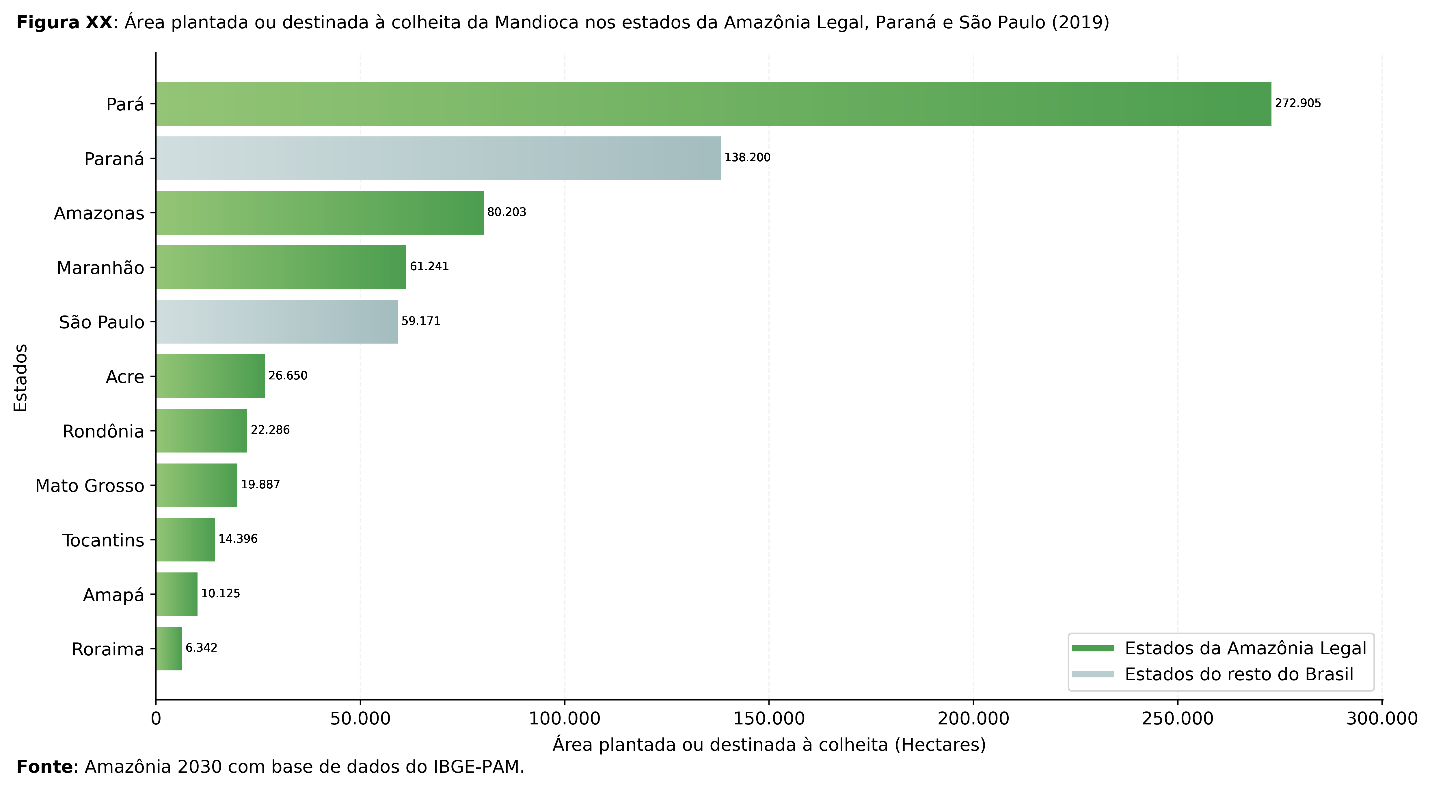 Figura XX: Área plantada ou destinada à colheita da Mandioca nos estados da Amazônia Legal, Paraná e São Paulo (2019)
Estados
Pará 272.905
Paraná 138.200
Amazonas 80.203
Maranhão 61.241
São Paulo 59.171
Acre 26.650
Rondônia 22.286
Mato Grosso 19.887
Tocantins 14.396
Amapá 10.125
Roraima 6.342
Estados da Amazônia Legal
Estados do resto do Brasil
0 50.000 100.000 150.000 200.000 250.000 300.000
Área plantada ou destinada à colheita (Hectares)
Fonte: Amazônia 2030 com base de dados do IBGE-PAM.